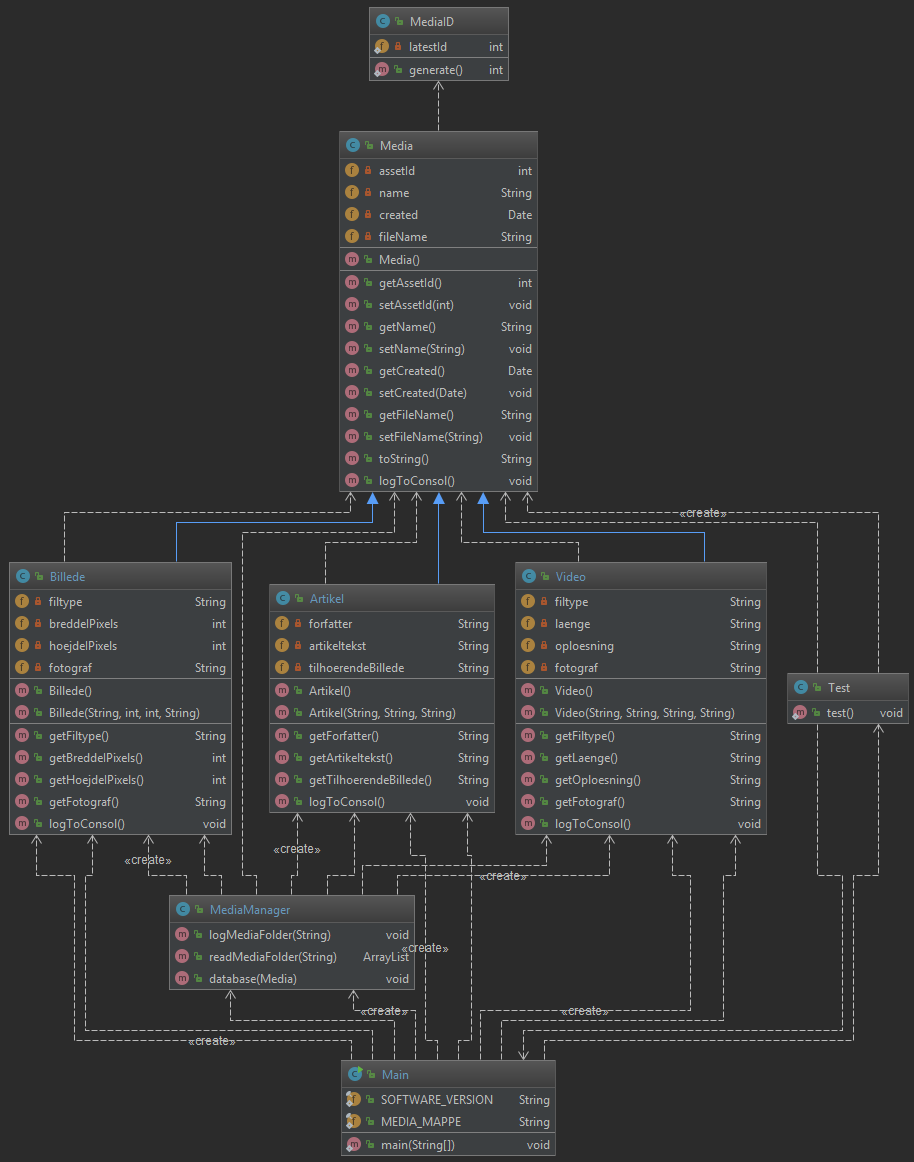 MediaID
latestId int
generate() int
Media
assetId int
name String
created Date
fileName String
Media()
getAssetId() int
setAssetId(int) void
getName() String
setName(String) void
getCreated() Date
setCreated(Date) void
getFileName() String
setFileName(String) void
toString() String
logToConsol() void
«create»
Billede
filtype String
breddeIPixels int
hoejdeIPixels int
fotograf String
Billede()
Billede(String, int, int, String)
getFiltype() String
getBreddeIPixels() int
getHoejdeIPixels() int
getFotograf() String
logToConsol() void
Artikel
forfatter String
artikeltekst String
tilhoerendeBillede String
Artikel()
Artikel(String, String, String)
getForfatter() String
getArtikeltekst() String
getTilhoerendeBillede() String
logToConsol() void
Video
filtype String
laenge String
oploesning String
fotograf String
Video()
Video(String, String, String, String)
getFiltype() String
getLaenge() String
getOploesning() String
getFotograf() String
logToConsol() void
Test
test() void
«create»
«create»
«create»
MediaManager
logMediaFolder(String) void
readMediaFolder(String) ArrayList
database(Media) void
«create»
«create»
«create»
«create»
Main
SOFTWARE_VERSION String
MEDIA_MAPPE String
main(String[]) void